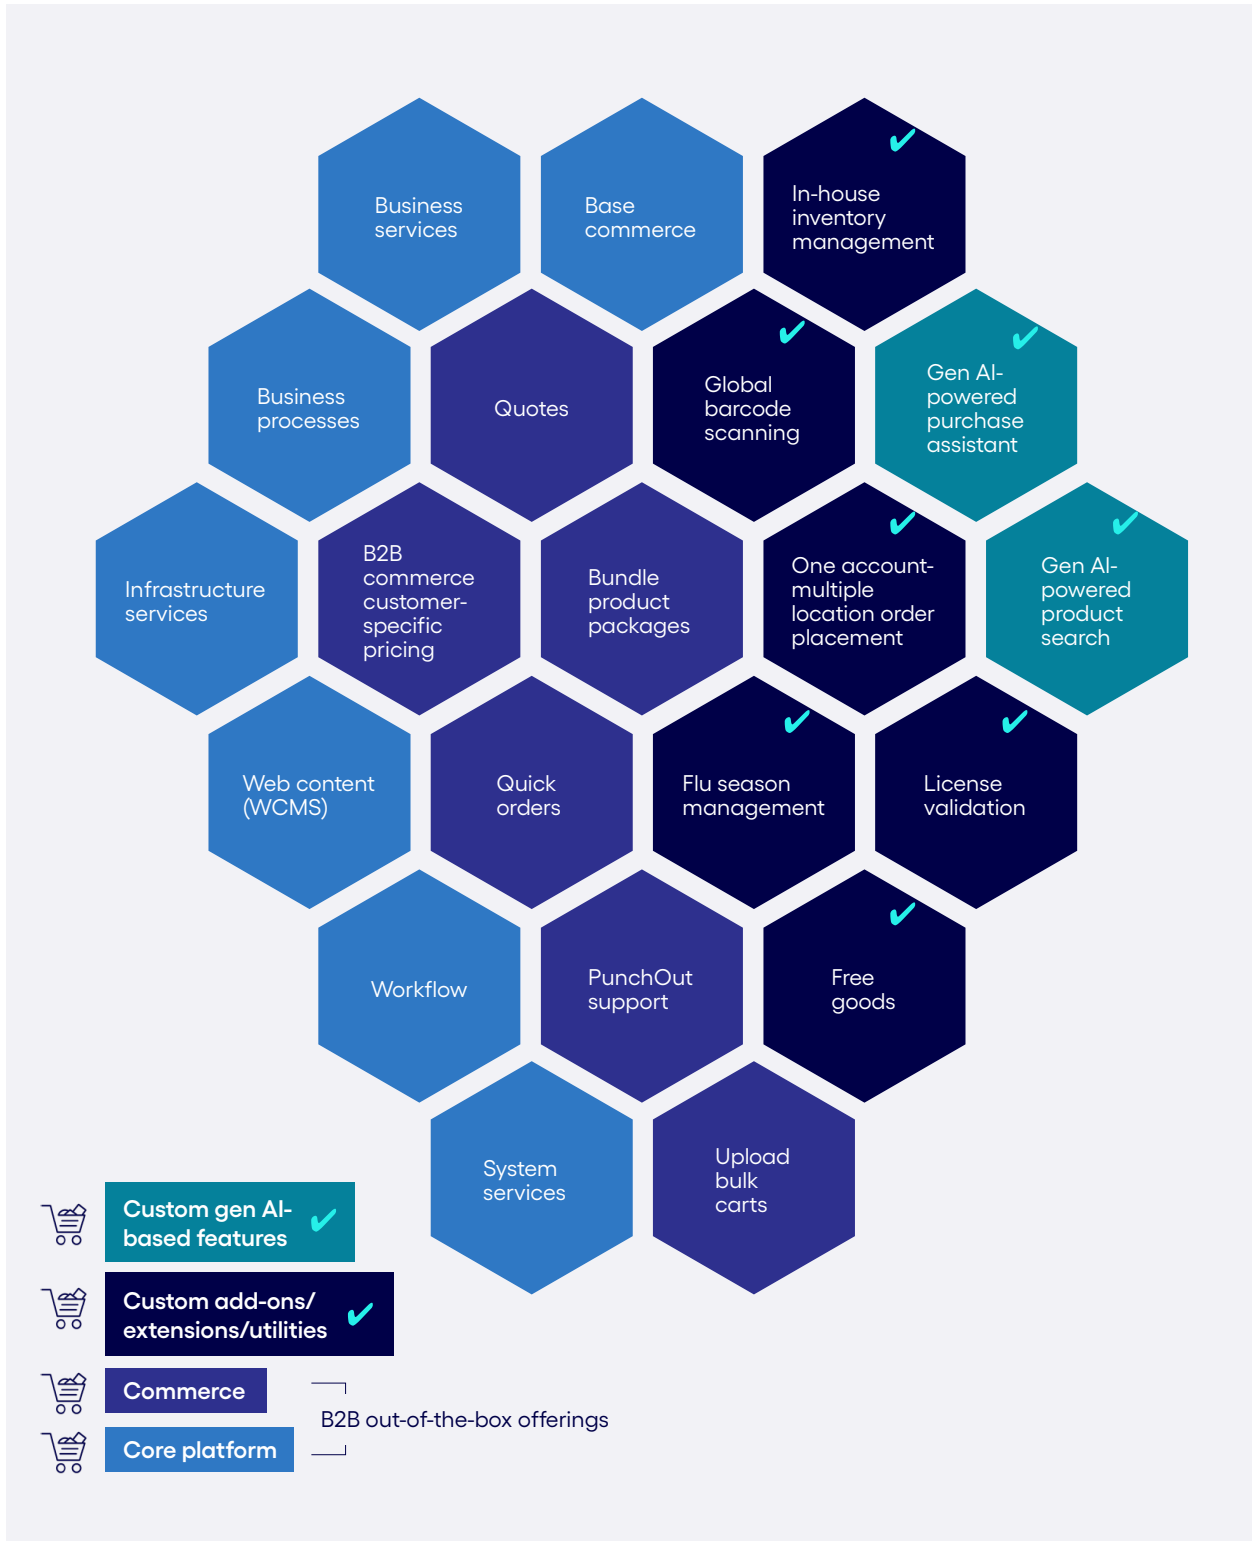 Business
services
Base
commerce
In-house
inventory
management
Business
processes
Quotes
Global
barcode
scanning
Gen AI-
powered
purchase
assistant
Infrastructure
services
B2B
commerce
customer-
specific
pricing
Bundle
product
packages
One account-
multiple
location order
placement
Gen AI-
powered
product
search
Web content
(WCMS)
Quick
orders
Flu season
management
License
validation
Workflow
PunchOut
support
Free
goods
System
services
Upload
bulk
carts
Custom gen AI-
based features
Custom add-ons/
extensions/utilities
Commerce
B2B out-of-the-box offerings
Core platform